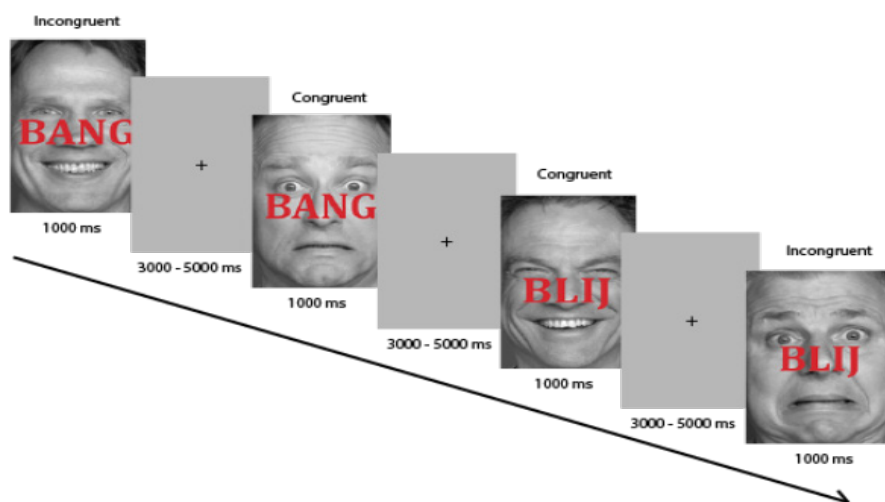 Incongruent
BANG
1000 ms
+
3000 - 5000 ms
Congruent
BANG
1000 ms
+
3000 - 5000 ms
Congruent
BLIJ
1000 ms
+
3000 - 5000 ms
Incongruent
BLIJ
1000 ms